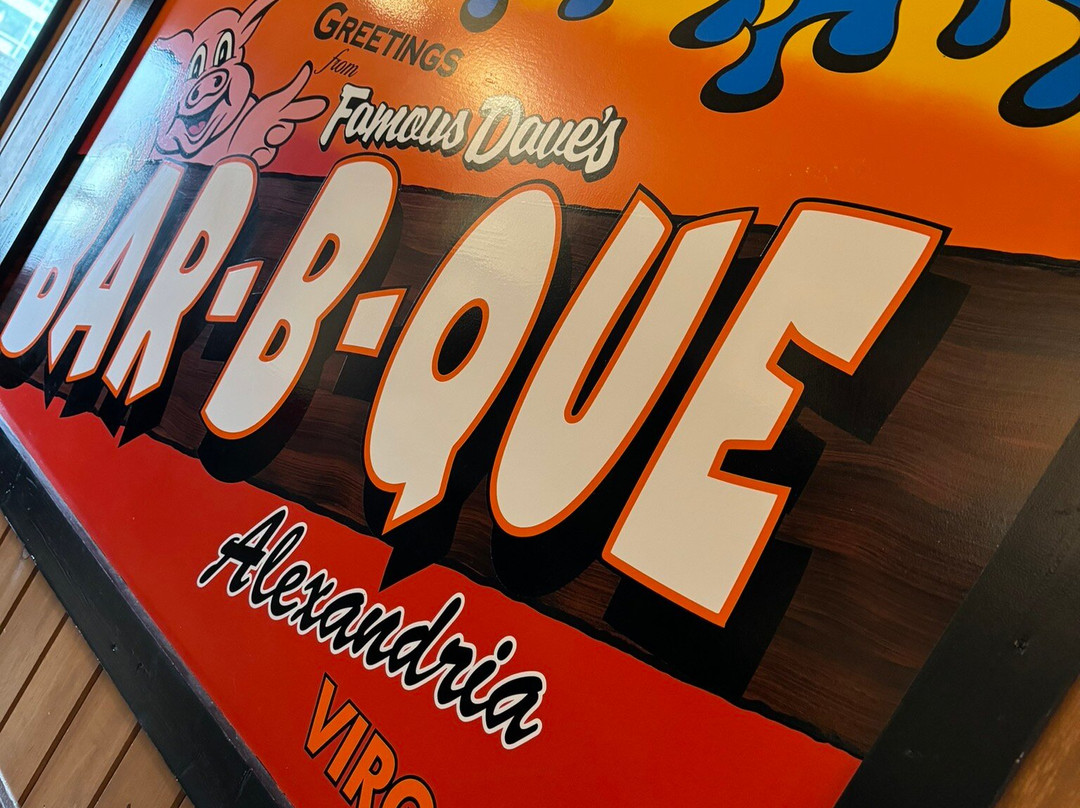 GREETINGS
from
Famous Dave's
BAR-B-QUE
Alexandria